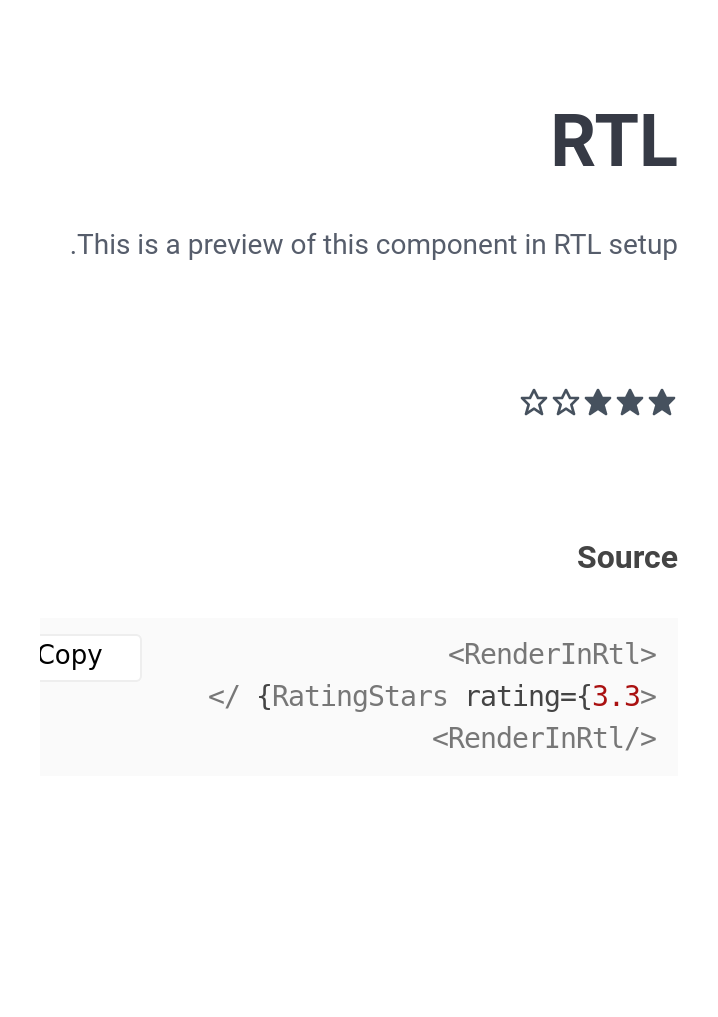 RTL
.This is a preview of this component in RTL setup
Source
Copy
<RenderInRtl>
</ {RatingStars rating={3.3>
<RenderInRtl/>